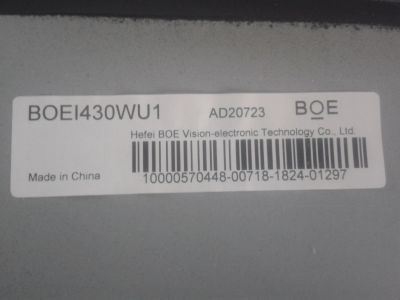 BOEI430WU1 AD20723 BOE
Hefei BOE Vision-electronic Technology Co., Ltd.
Made in China
10000570448-00718-1824-01297